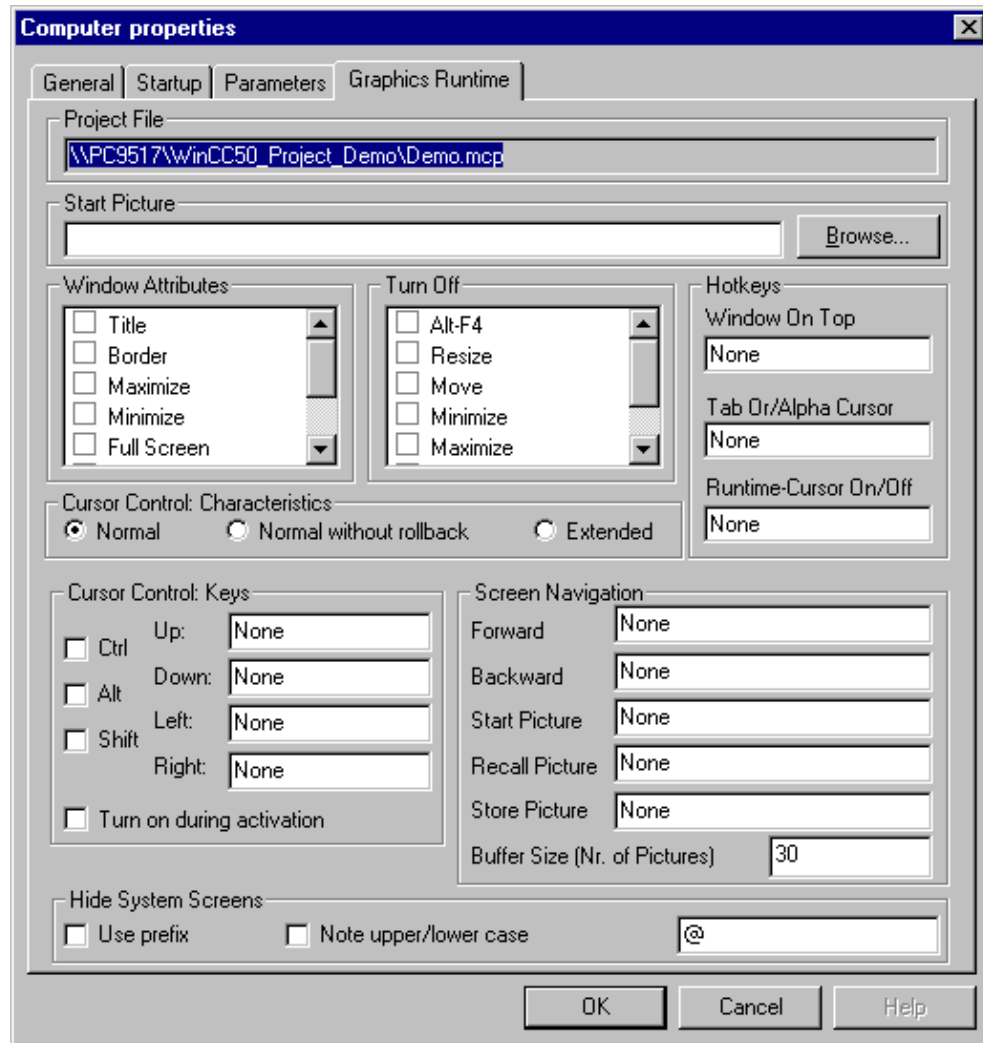 Computer properties
General Startup Parameters Graphics Runtime
Project File
\\PC9517\WinCC50_Project_Demo\Demo.mcp
Start Picture
Browse...
Window Attributes
Title
Border
Maximize
Minimize
Full Screen
Turn Off
Alt-F4
Resize
Move
Minimize
Maximize
Hotkeys
Window On Top
None
Tab Or/Alpha Cursor
None
Runtime-Cursor On/Off
None
Cursor Control: Characteristics
Normal Normal without rollback Extended
Cursor Control: Keys
Ctrl
Alt
Shift
Up: None
Down: None
Left: None
Right: None
Turn on during activation
Screen Navigation
Forward None
Backward None
Start Picture None
Recall Picture None
Store Picture None
Buffer Size (Nr. of Pictures) 30
Hide System Screens
Use prefix Note upper/lower case @
OK Cancel Help